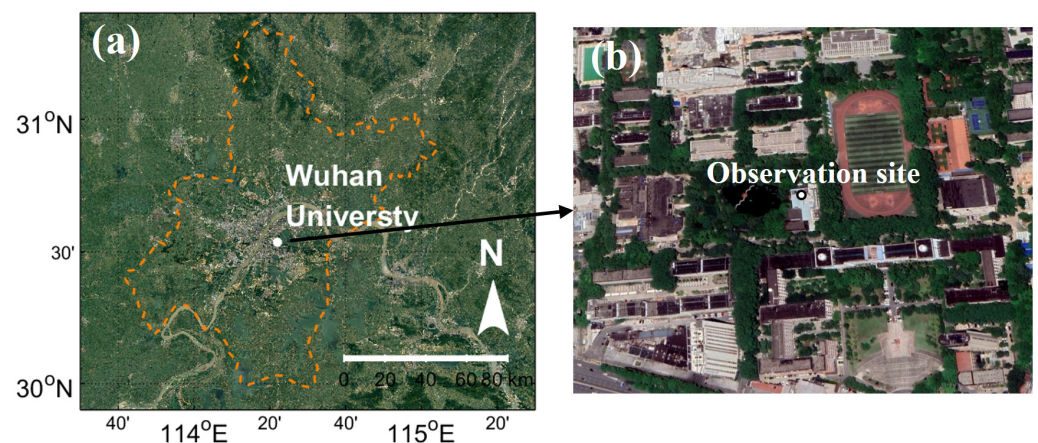 (a)
31°N
30'
30°N
Wuhan
Universty
N
0 20 40 60 80 km
40' 114°E 20' 40' 115°E 20'
(b)
Observation site